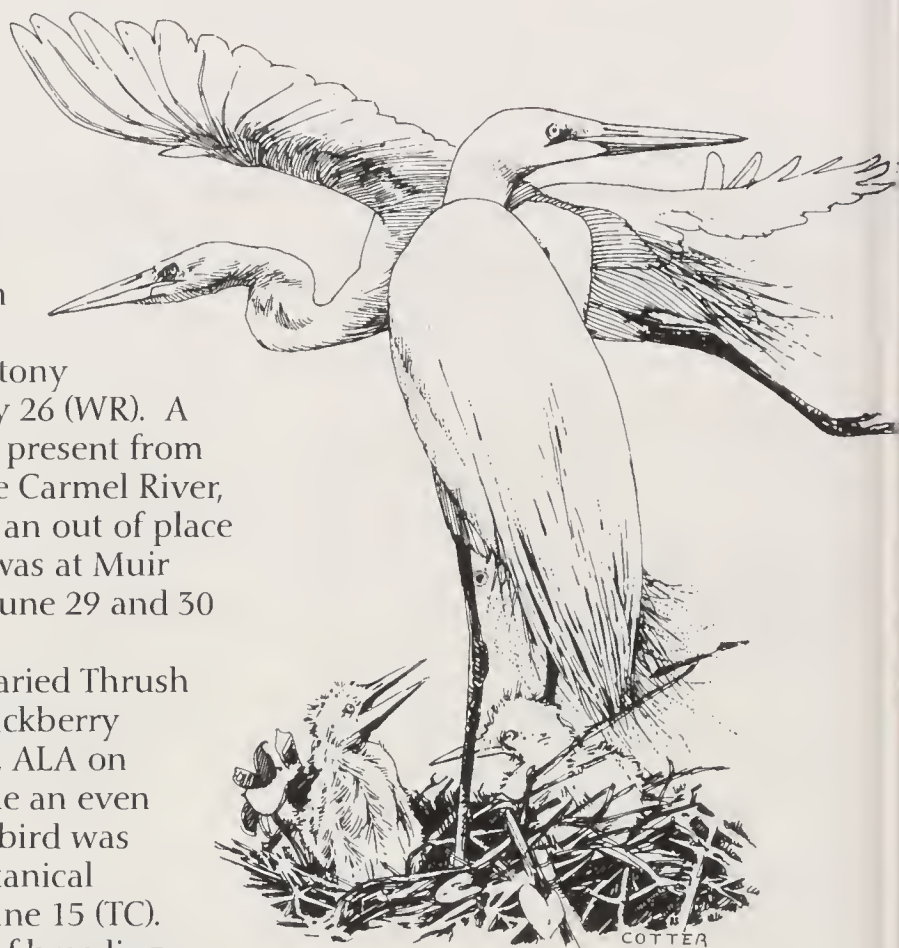 tony
y 26 (WR). A
present from
e Carmel River,
an out of place
was at Muir
une 29 and 30
aried Thrush
ckberry
, ALA on
e an even
bird was
tanical
ne 15 (TC).
COTTER